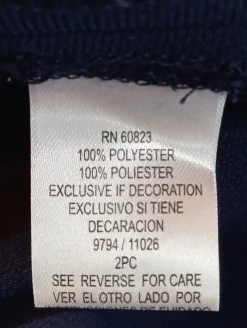 RN 60823
100% POLYESTER
100% POLIESTER
EXCLUSIVE IF DECORATION
EXCLUSIVO SI TIENE
DECARACION
9794 / 11026
2PC
SEE REVERSE FOR CARE
VER EL OTRO LADO POR